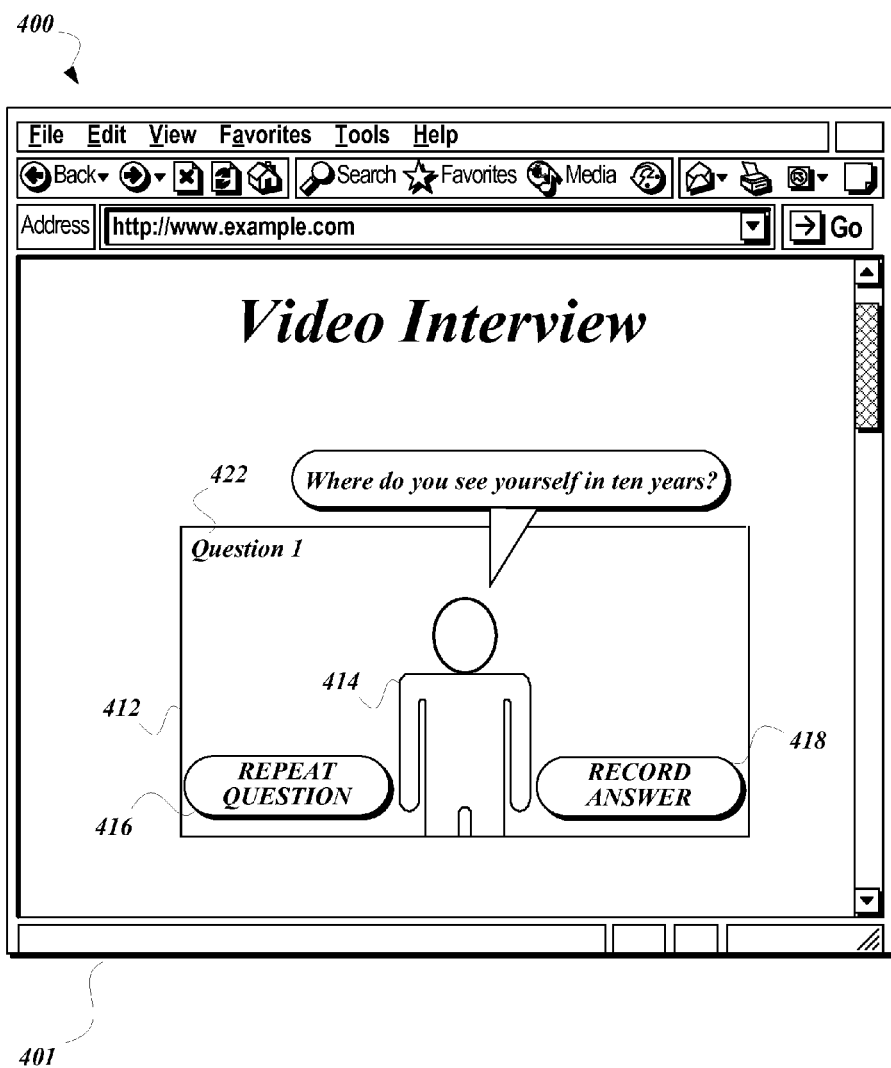 400
File Edit View Favorites Tools Help
Back Search Favorites Media
Address http://www.example.com Go
Video Interview
422
Where do you see yourself in ten years?
Question 1
414
412
418
REPEAT
QUESTION
RECORD
ANSWER
416
401